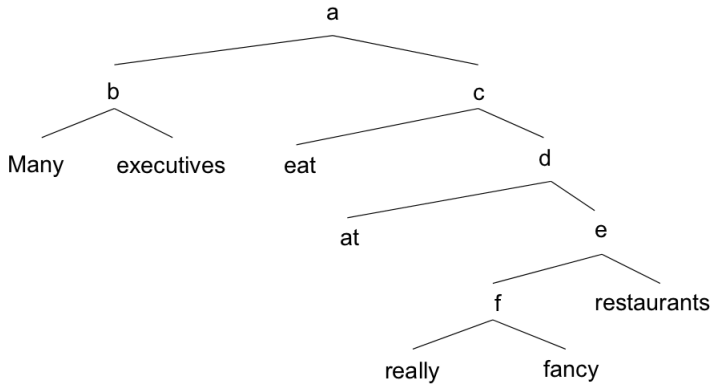 a
b c
Many executives eat d
at e
f restaurants
really fancy